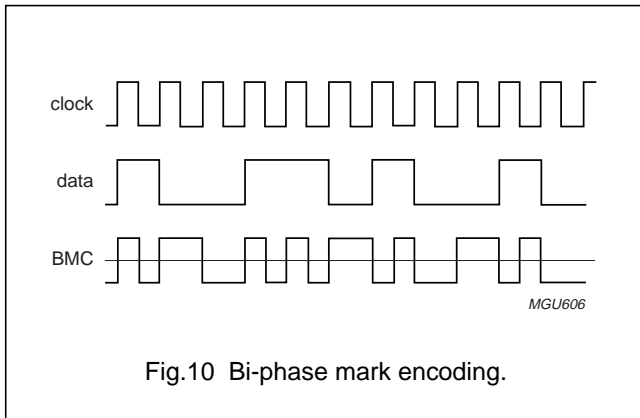 clock
data
BMC
MGU606
Fig.10 Bi-phase mark encoding.